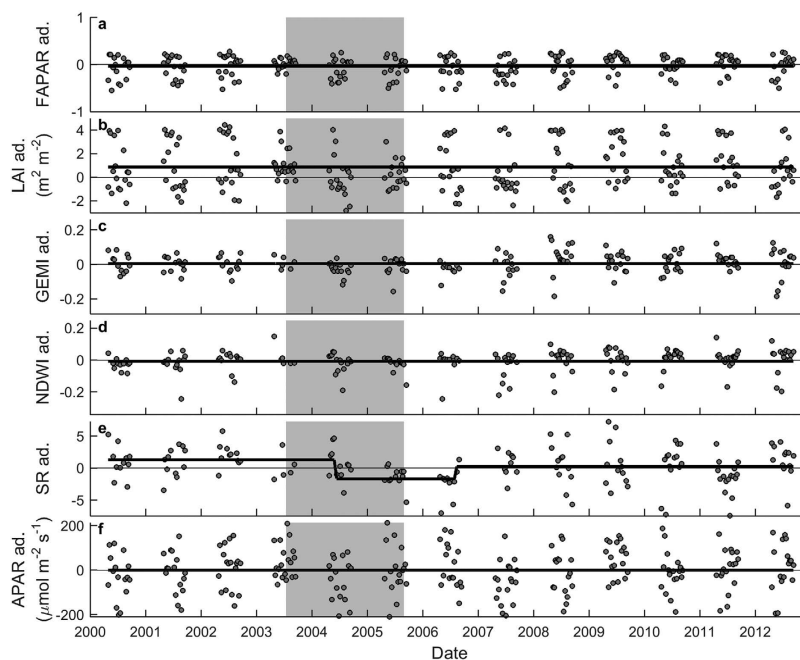 a
FAPAR ad.
1
0
-1
b
LAI ad.
(m² m⁻²)
4
2
0
-2
c
GEMI ad.
0.2
0
-0.2
d
NDWI ad.
0.2
0
-0.2
e
SR ad.
5
0
-5
f
APAR ad.
(μmol m⁻² s⁻¹)
200
0
-200
2000 2001 2002 2003 2004 2005 2006 2007 2008 2009 2010 2011 2012
Date